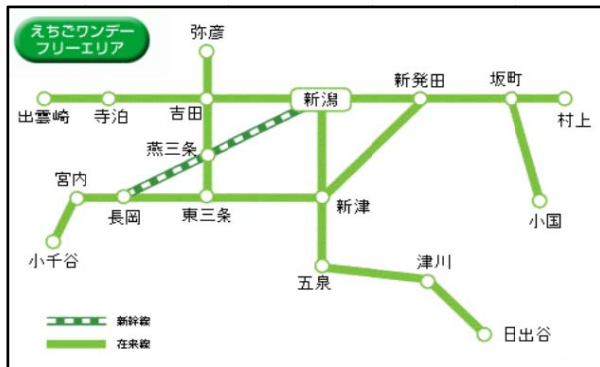 えちごワンデー
フリーエリア
弥彦
新潟
新発田
坂町
出雲崎
寺泊
吉田
村上
燕三条
宮内
長岡
東三条
新津
小国
小千谷
五泉
津川
日出谷
新幹線
在来線